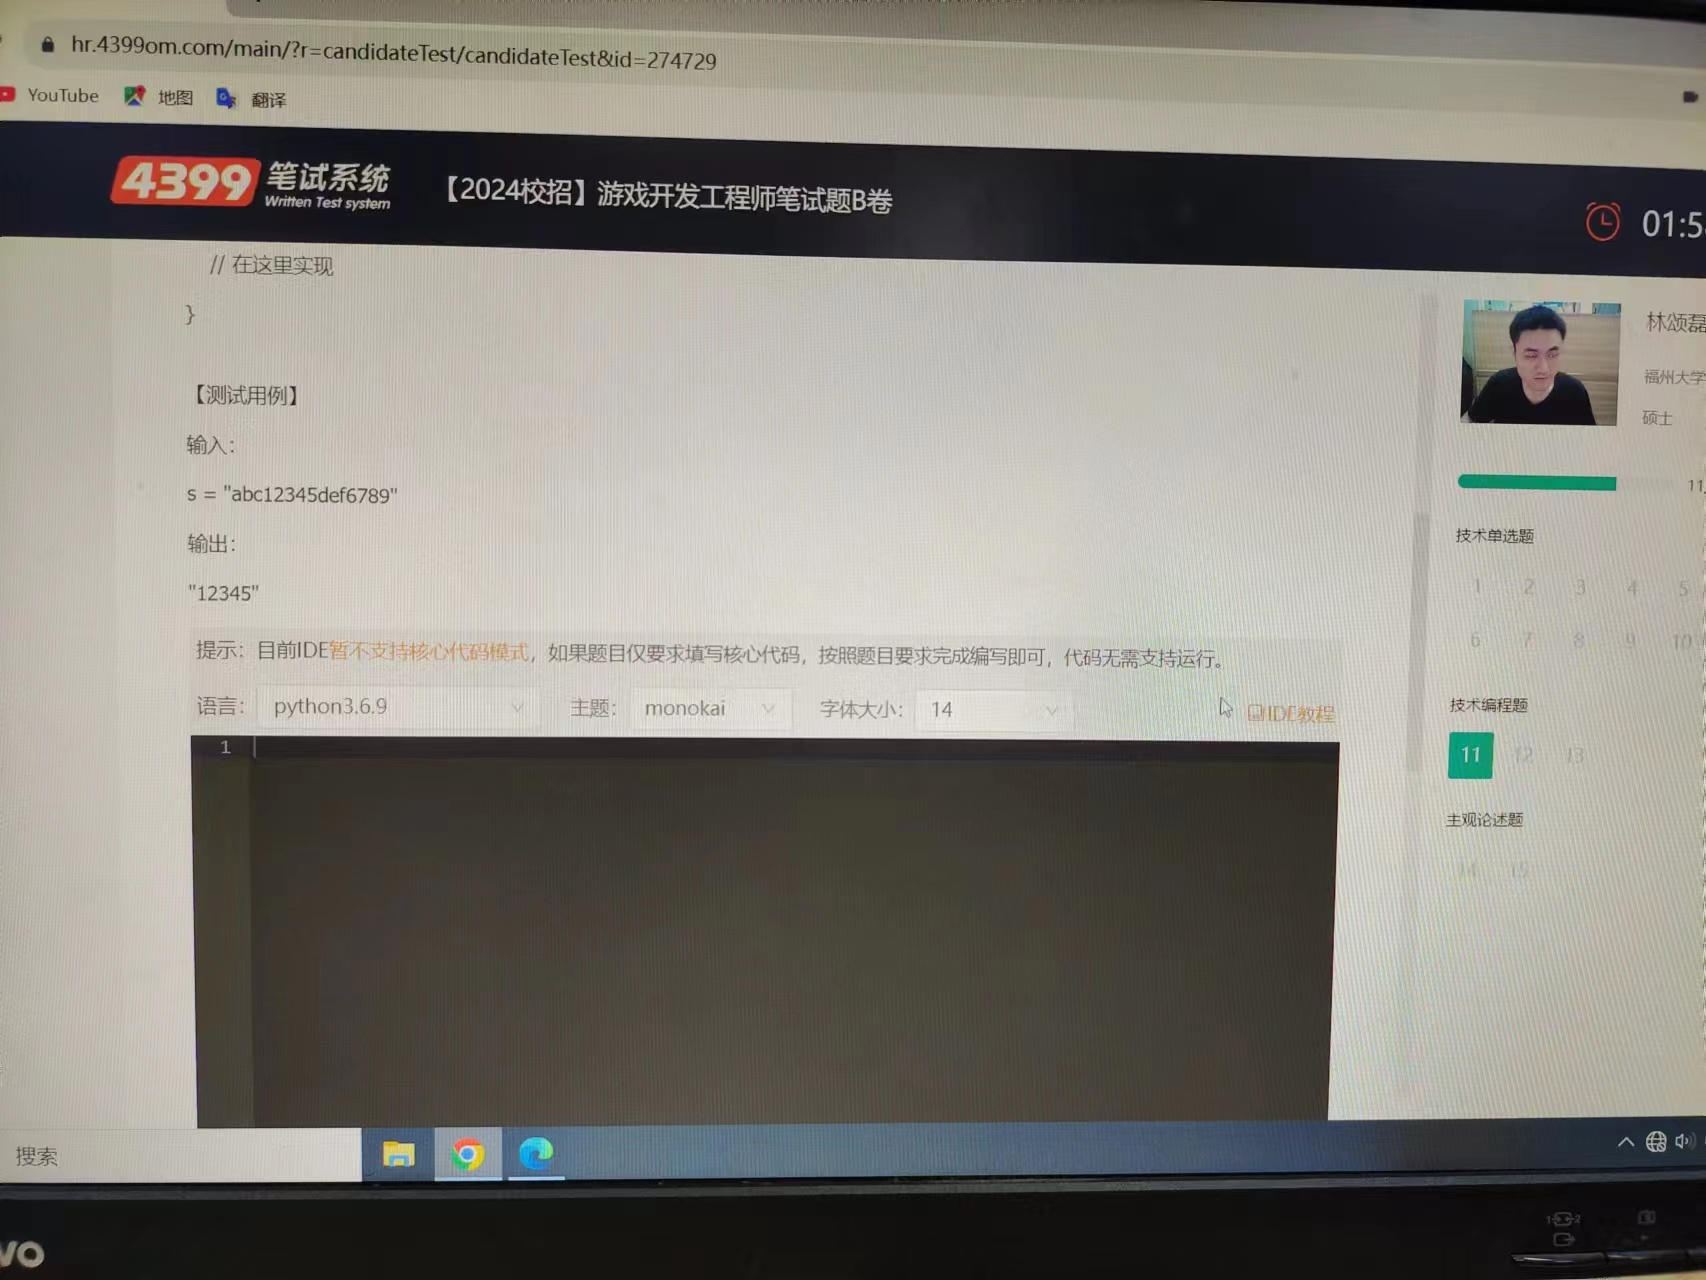 hr.4399om.com/main/?r=candidateTest/candidateTest&id=274729
YouTube 地图 翻译
4399 笔试系统
Written Test system
【2024校招】游戏开发工程师笔试题B卷
01:5
// 在这里实现
}
【测试用例】
输入：
s = "abc12345def6789"
输出：
"12345"
提示：目前IDE暂不支持核心代码模式，如果题目仅要求填写核心代码，按照题目要求完成编写即可，代码无需支持运行。
语言： python3.6.9 主题： monokai 字体大小： 14 IDE教程
1
林颂磊
福州大学
硕士
11
技术单选题
1 2 3 4 5
6 7 8 9 10
技术编程题
11 12 13
主观论述题
14 15
搜索
vo